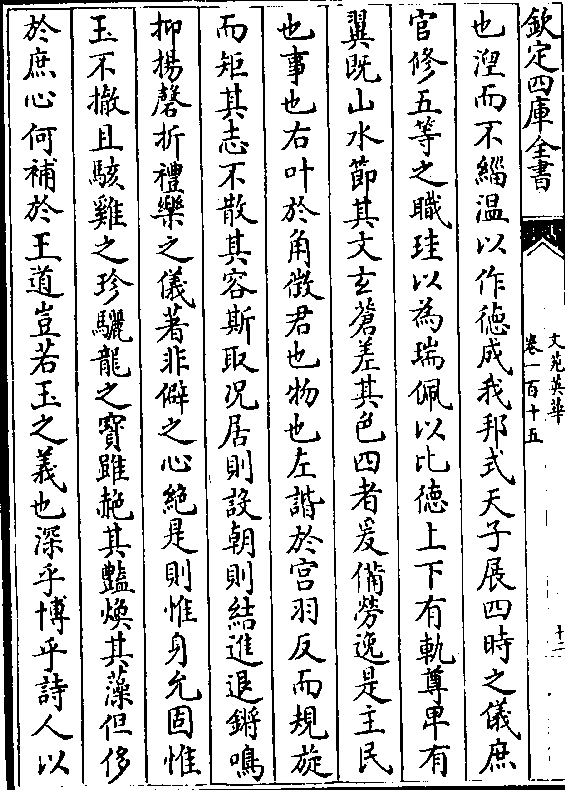 欽定四庫全書
文苑英華
卷一百十五
十二
也湼而不緇温以作徳成我邦式天子展四時之儀庶
官修五等之職珪以為瑞佩以比德上下有軌尊卑有
翼既山水節其文玄蒼差其色四者爰備勞逸是主民
也事也右叶於角徴君也物也左諧於宫羽反而規旋
而矩其志不散其容斯取况居則設朝則結進退鏘鳴
抑揚磬折禮樂之儀著非僻之心絶是則惟身允固惟
玉不撤且駭雞之珍驪龍之寳雖赩其豔煥其藻但侈
於庶心何補於王道豈若玉之義也深乎博乎詩人以